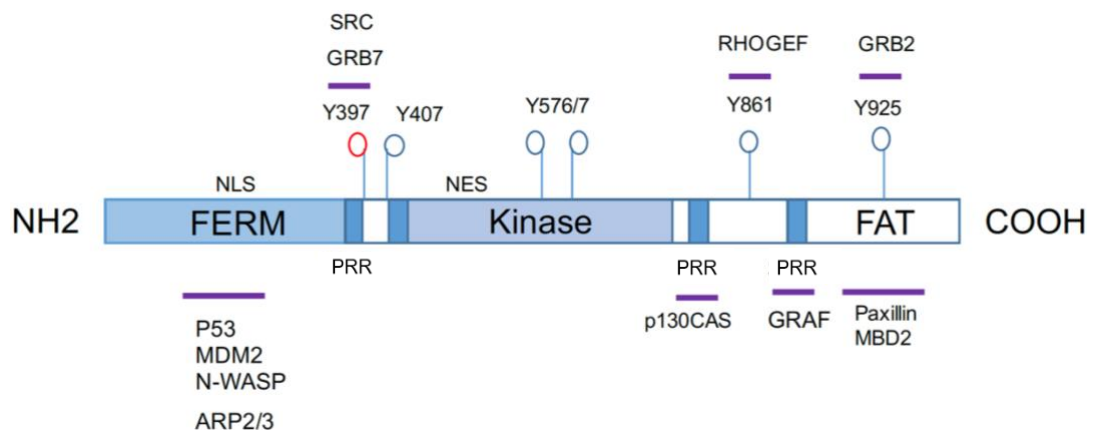 SRC
GRB7
RHOGEF
GRB2
Y397
Y407
Y576/7
Y861
Y925
NLS
NES
NH2
FERM
Kinase
FAT
COOH
PRR
PRR
PRR
p130CAS
GRAF
Paxillin
MBD2
P53
MDM2
N-WASP
ARP2/3